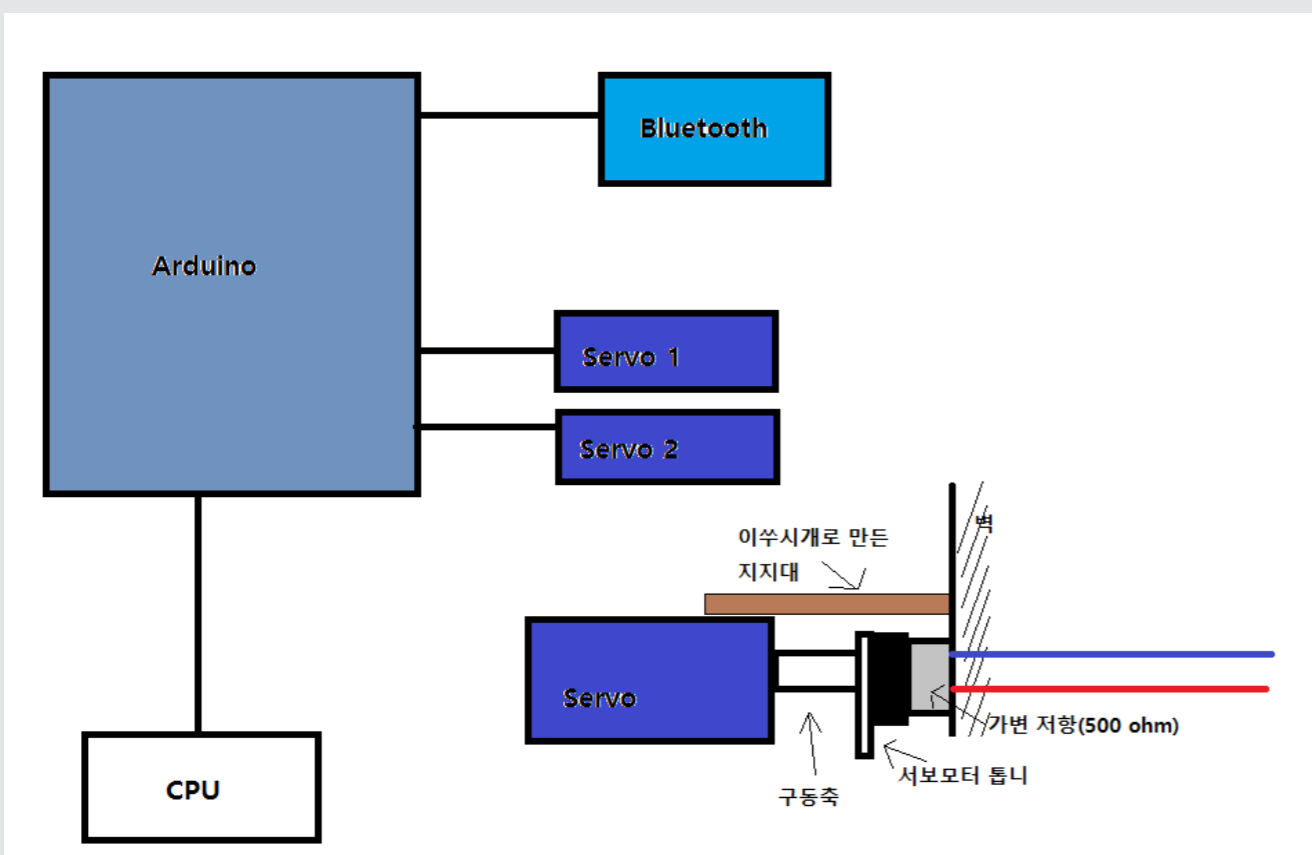 Bluetooth
Arduino
Servo 1
Servo 2
벽
이쑤시개로 만든
지지대
Servo
가변 저항(500 ohm)
서보모터 톱니
구동축
CPU